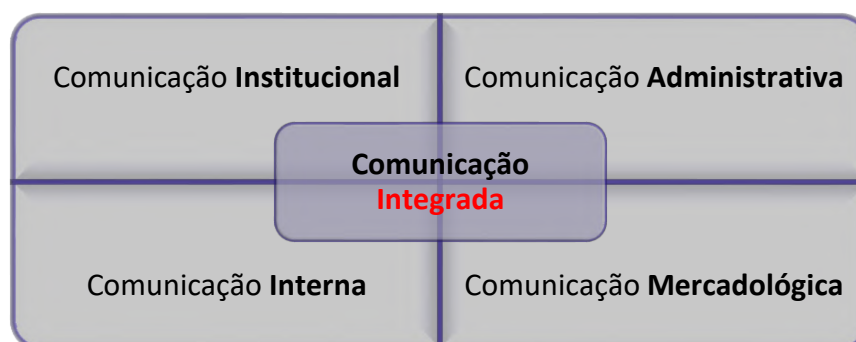 Comunicação Institucional
Comunicação Administrativa
Comunicação
Integrada
Comunicação Interna
Comunicação Mercadológica